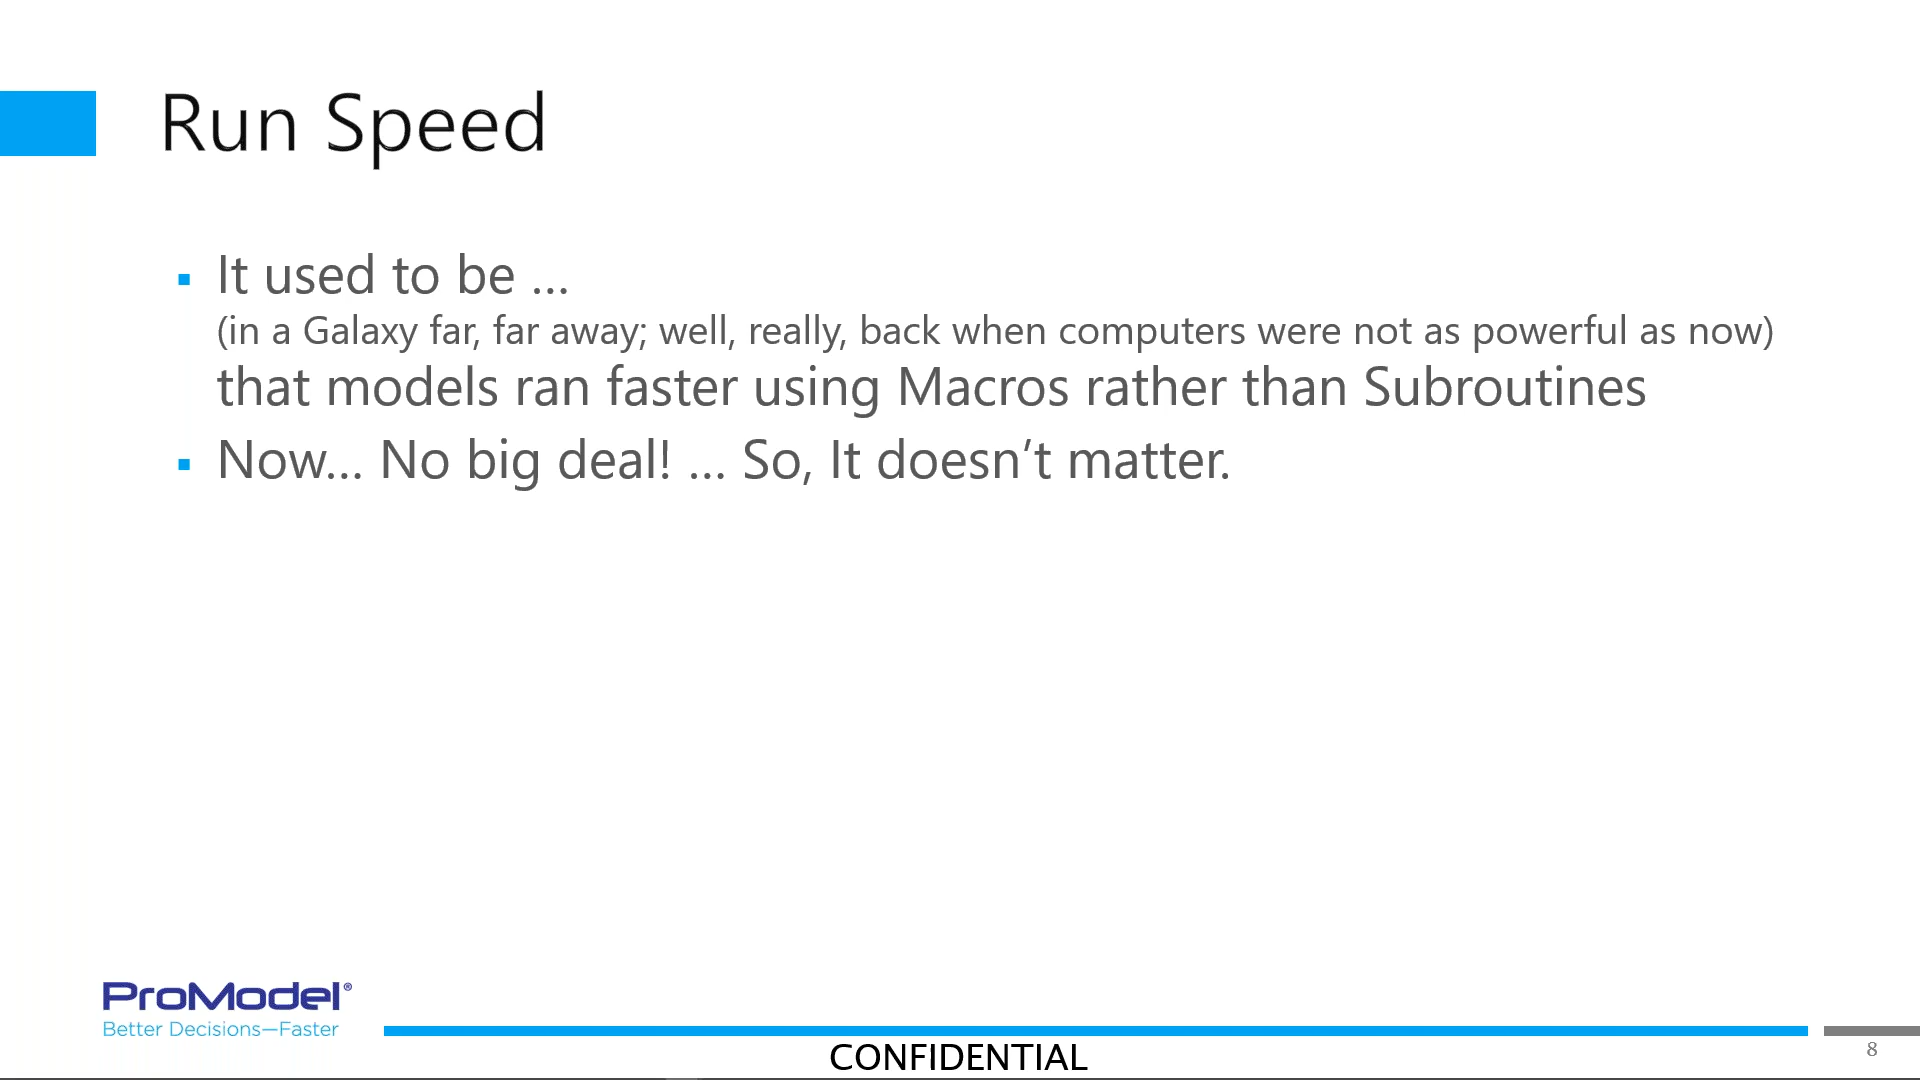 Run Speed
It used to be …
(in a Galaxy far, far away; well, really, back when computers were not as powerful as now)
that models ran faster using Macros rather than Subroutines
Now… No big deal! … So, It doesn’t matter.
ProModel®
Better Decisions—Faster
CONFIDENTIAL
8